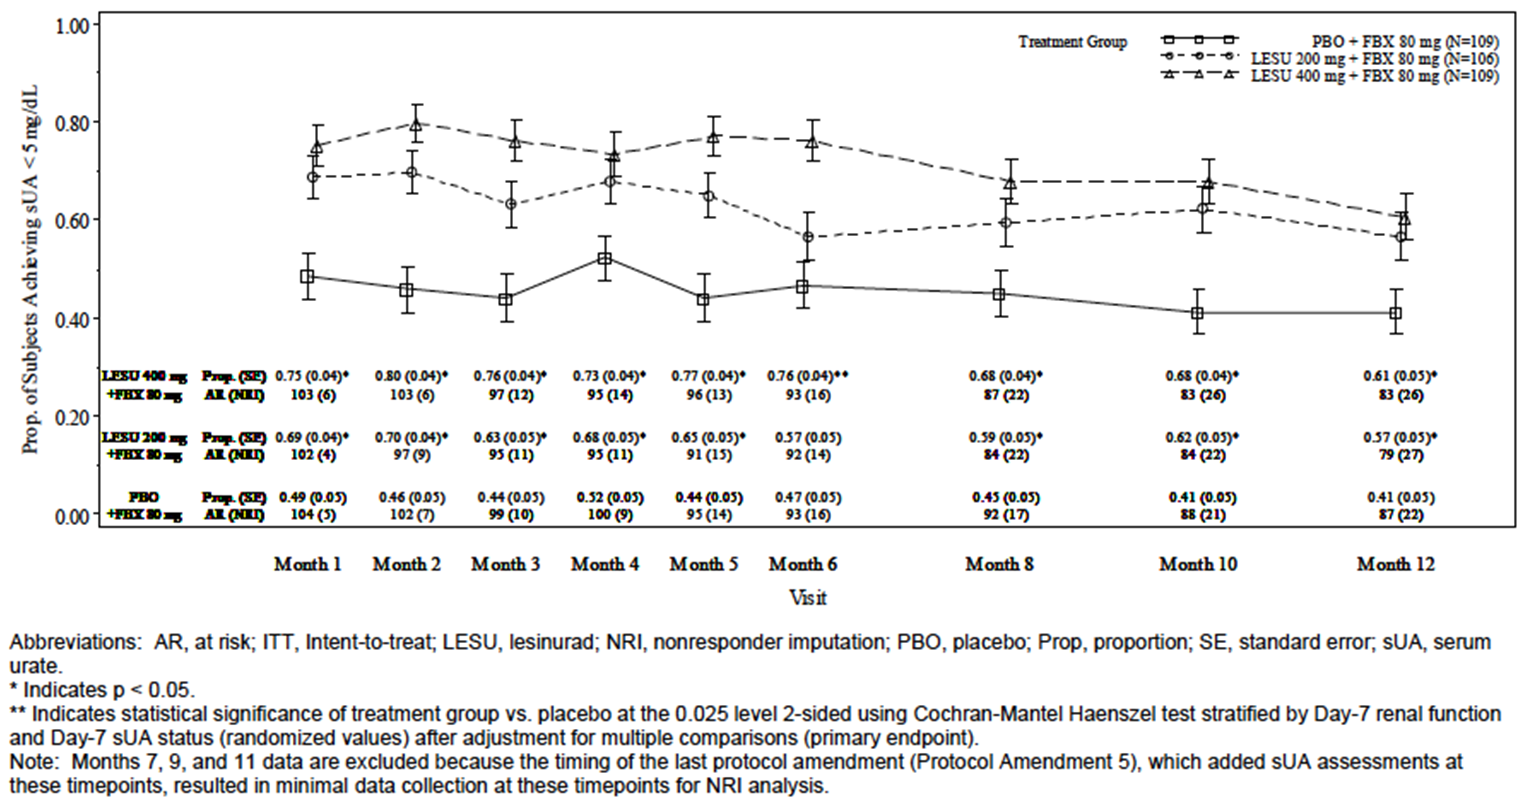 1.00
0.80
0.60
0.40
0.20
0.00
Prop. of Subjects Achieving sUA < 5 mg/dL
Treatment Group
PBO + FBX 80 mg (N=109)
LESU 200 mg + FBX 80 mg (N=106)
LESU 400 mg + FBX 80 mg (N=109)
LESU 400 mg Prop. (SE) 0.75 (0.04)* 0.80 (0.04)* 0.76 (0.04)* 0.73 (0.04)* 0.77 (0.04)* 0.76 (0.04)** 0.68 (0.04)* 0.68 (0.04)* 0.61 (0.05)*
+FBX 80 mg AR (NRI) 103 (6) 103 (6) 97 (12) 95 (14) 96 (13) 93 (16) 87 (22) 83 (26) 83 (26)
LESU 200 mg Prop. (SE) 0.69 (0.04)* 0.70 (0.04)* 0.63 (0.05)* 0.68 (0.05)* 0.65 (0.05)* 0.57 (0.05) 0.59 (0.05)* 0.62 (0.05)* 0.57 (0.05)*
+FBX 80 mg AR (NRI) 102 (4) 97 (9) 95 (11) 95 (11) 91 (15) 92 (14) 84 (22) 84 (22) 79 (27)
PBO Prop. (SE) 0.49 (0.05) 0.46 (0.05) 0.44 (0.05) 0.52 (0.05) 0.44 (0.05) 0.47 (0.05) 0.45 (0.05) 0.41 (0.05) 0.41 (0.05)
+FBX 80 mg AR (NRI) 104 (5) 102 (7) 99 (10) 100 (9) 95 (14) 93 (16) 92 (17) 88 (21) 87 (22)
Month 1 Month 2 Month 3 Month 4 Month 5 Month 6 Month 8 Month 10 Month 12
Visit
Abbreviations: AR, at risk; ITT, Intent-to-treat; LESU, lesinurad; NRI, nonresponder imputation; PBO, placebo; Prop, proportion; SE, standard error; sUA, serum
urate.
* Indicates p < 0.05.
** Indicates statistical significance of treatment group vs. placebo at the 0.025 level 2-sided using Cochran-Mantel Haenszel test stratified by Day-7 renal function
and Day-7 sUA status (randomized values) after adjustment for multiple comparisons (primary endpoint).
Note: Months 7, 9, and 11 data are excluded because the timing of the last protocol amendment (Protocol Amendment 5), which added sUA assessments at
these timepoints, resulted in minimal data collection at these timepoints for NRI analysis.